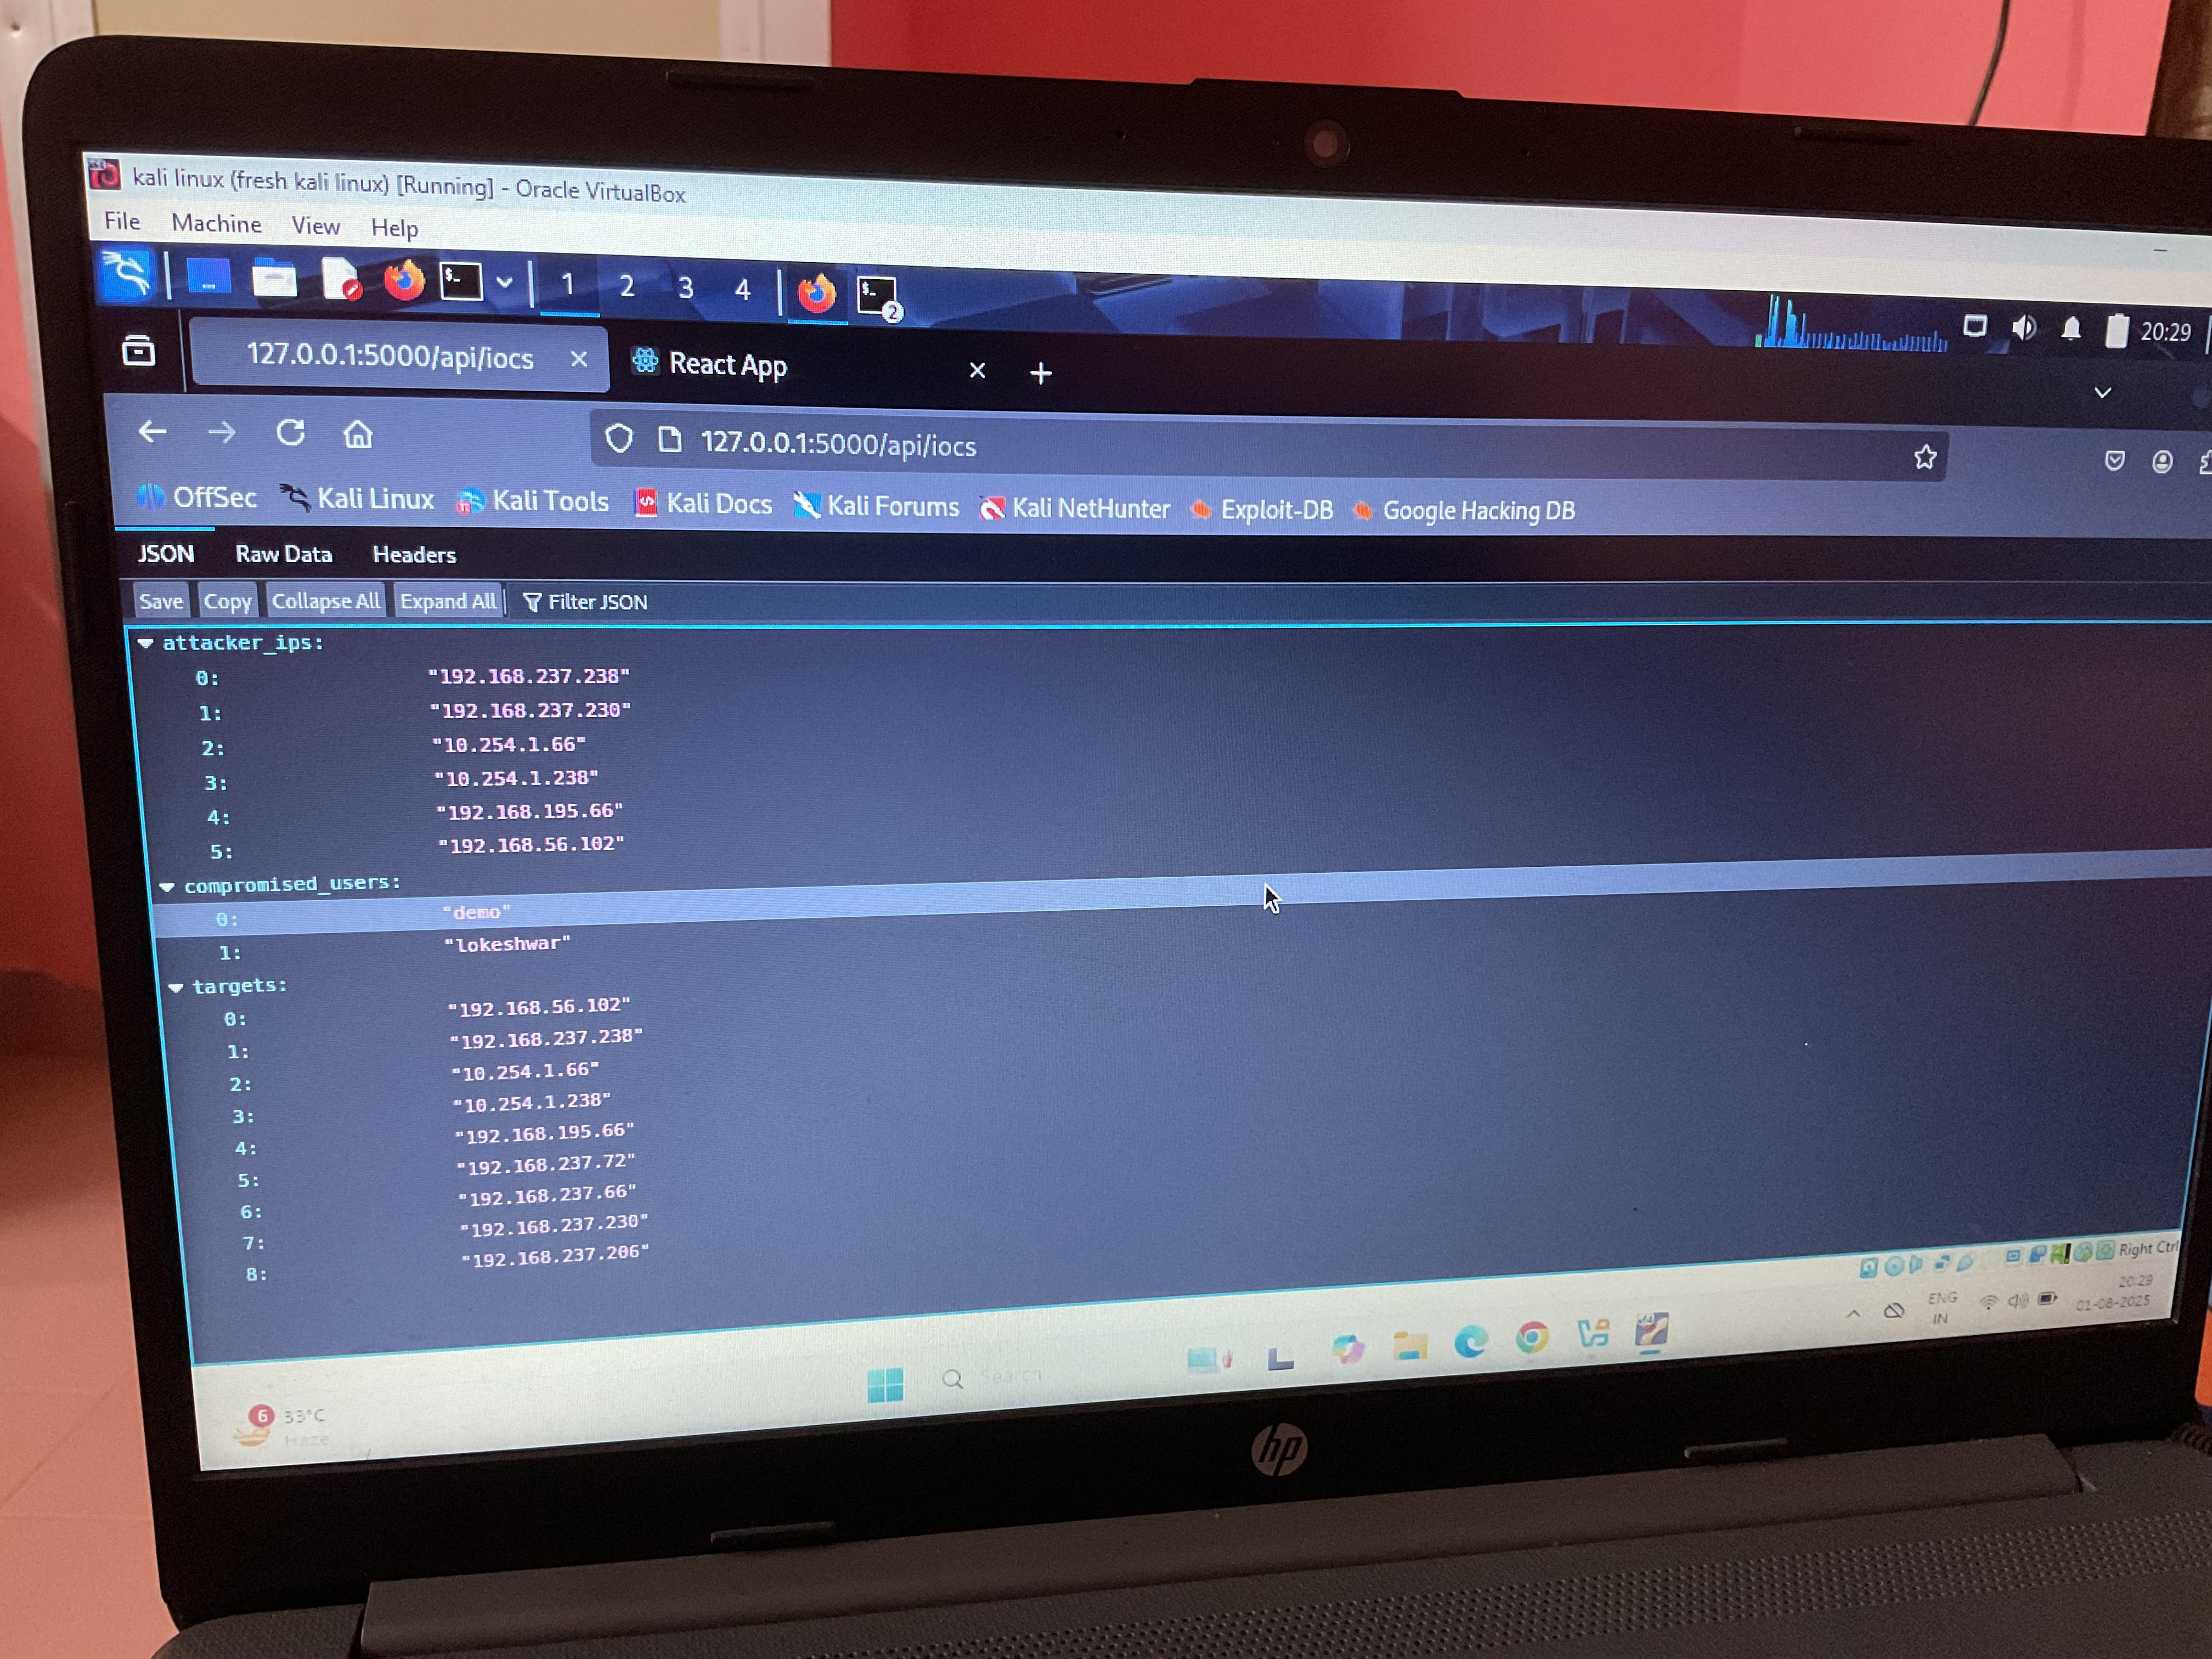 kali linux (fresh kali linux) [Running] - Oracle VirtualBox
File Machine View Help
$- 1 2 3 4 $- 2 20:29
127.0.0.1:5000/api/iocs × React App × +
127.0.0.1:5000/api/iocs
OffSec Kali Linux Kali Tools Kali Docs Kali Forums Kali NetHunter Exploit-DB Google Hacking DB
JSON Raw Data Headers
Save Copy Collapse All Expand All Filter JSON
attacker_ips:
0: "192.168.237.238"
1: "192.168.237.230"
2: "10.254.1.66"
3: "10.254.1.238"
4: "192.168.195.66"
5: "192.168.56.102"
compromised_users:
0: "demo"
1: "lokeshwar"
targets:
0: "192.168.56.102"
1: "192.168.237.238"
2: "10.254.1.66"
3: "10.254.1.238"
4: "192.168.195.66"
5: "192.168.237.72"
6: "192.168.237.66"
7: "192.168.237.230"
8: "192.168.237.206"
Right Ctrl
6 33°C
Haze
Search
ENG
IN
20:29
01-08-2025
hp